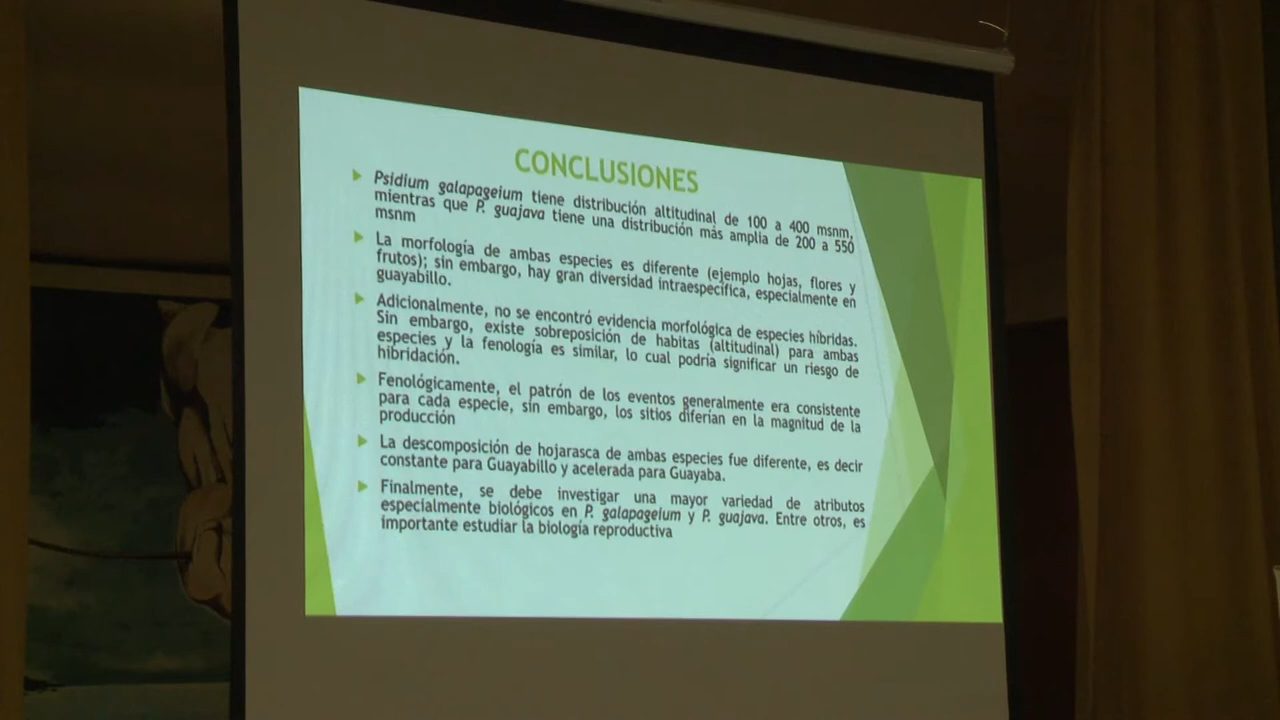 CONCLUSIONES
Psidium galapageium tiene distribución altitudinal de 100 a 400 msnm,
mientras que P. guajava tiene una distribución más amplia de 200 a 550
msnm
La morfología de ambas especies es diferente (ejemplo hojas, flores y
frutos); sin embargo, hay gran diversidad intraespecífica, especialmente en
guayabillo.
Adicionalmente, no se encontró evidencia morfológica de especies híbridas.
Sin embargo, existe sobreposición de habitas (altitudinal) para ambas
especies y la fenología es similar, lo cual podría significar un riesgo de
hibridación.
Fenológicamente, el patrón de los eventos generalmente era consistente
para cada especie, sin embargo, los sitios diferían en la magnitud de la
producción
La descomposición de hojarasca de ambas especies fue diferente, es decir
constante para Guayabillo y acelerada para Guayaba.
Finalmente, se debe investigar una mayor variedad de atributos
especialmente biológicos en P. galapageium y P. guajava. Entre otros, es
importante estudiar la biología reproductiva